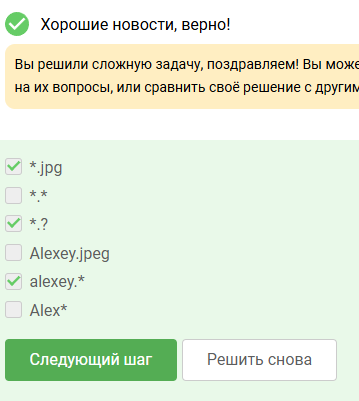 Хорошие новости, верно!
Вы решили сложную задачу, поздравляем! Вы може
на их вопросы, или сравнить своё решение с другим
*.jpg
*.*
*.?
Alexey.jpeg
alexey.*
Alex*
Следующий шаг
Решить снова